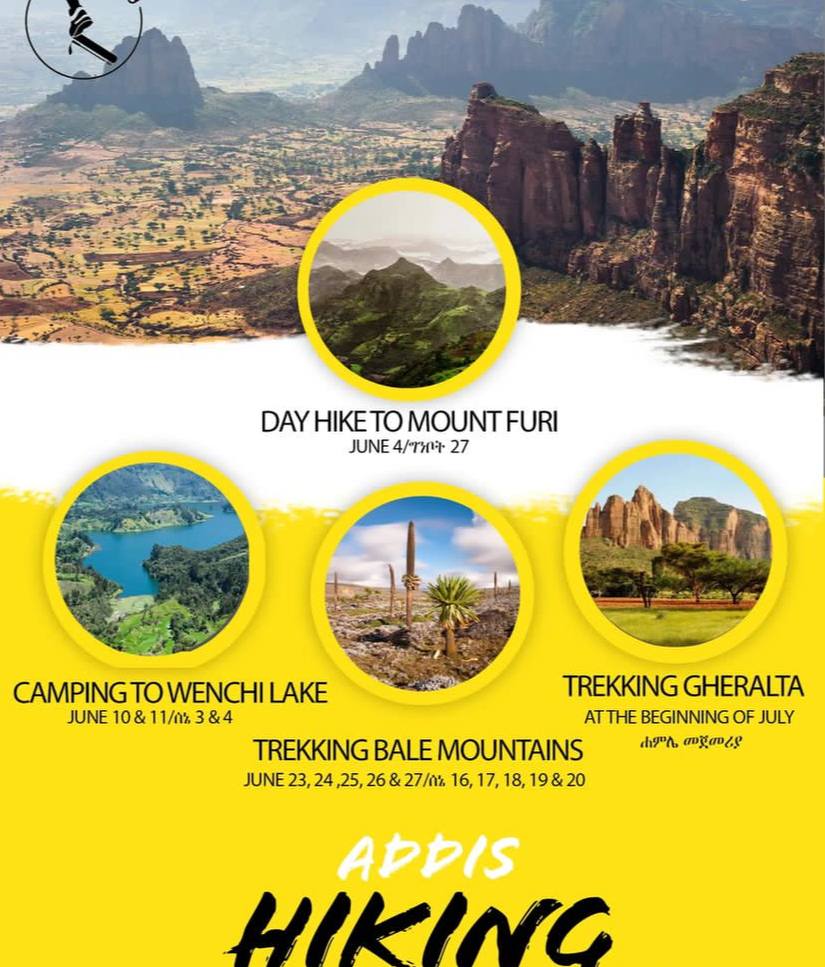 DAY HIKE TO MOUNT FURI
JUNE 4/ግንቦት 27
CAMPING TO WENCHI LAKE
JUNE 10 & 11/ሰኔ 3 & 4
TREKKING GHERALTA
AT THE BEGINNING OF JULY
ሐምሌ መጀመሪያ
TREKKING BALE MOUNTAINS
JUNE 23, 24 ,25, 26 & 27/ሰኔ 16, 17, 18, 19 & 20
ADDIS
HIKING